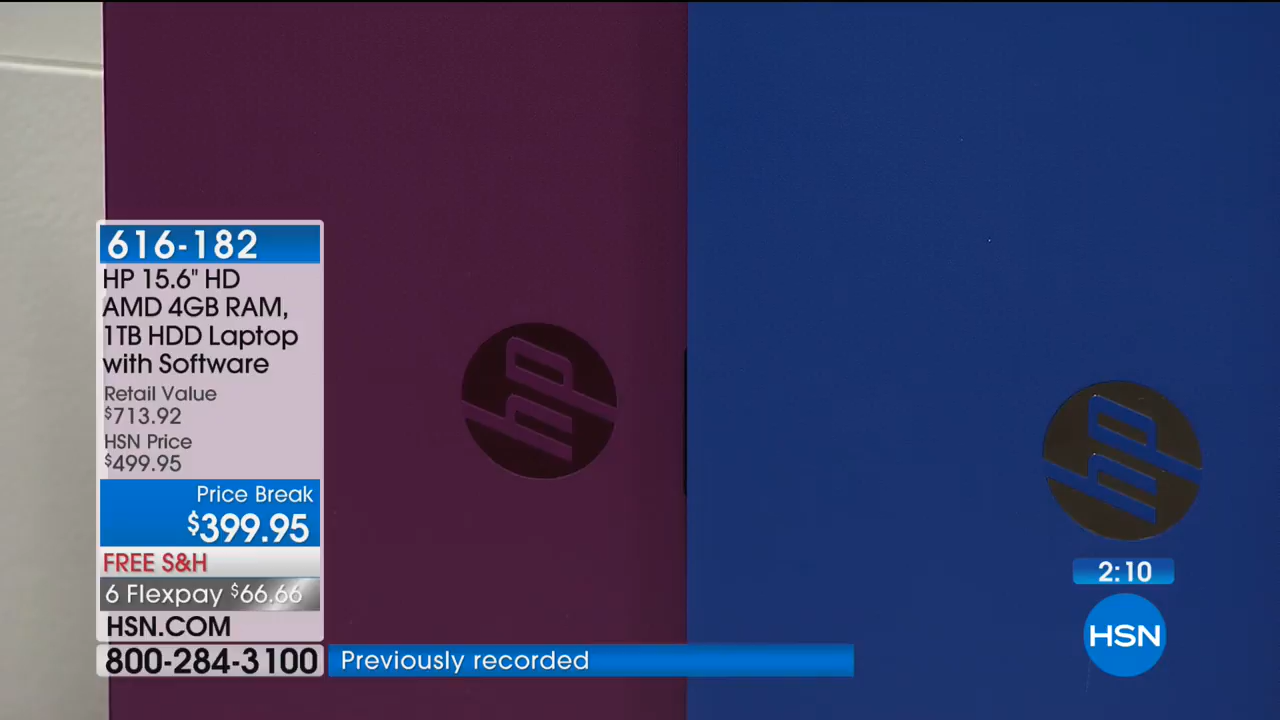 616-182
HP 15.6" HD
AMD 4GB RAM,
1TB HDD Laptop
with Software
Retail Value
$713.92
HSN Price
$499.95
Price Break
$399.95
FREE S&H
6 Flexpay $66.66
HSN.COM
800-284-3100
Previously recorded
hp
hp
2:10
HSN